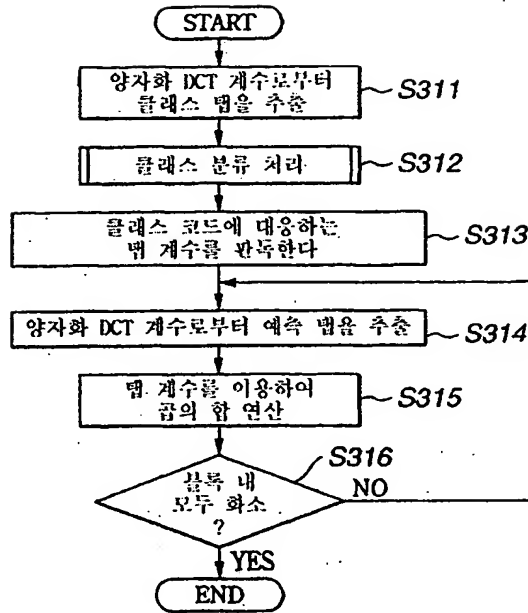 START
양자화 DCT 계수로부터
클래스 탭을 추출
S311
클래스 분류 처리
S312
클래스 코드에 대응하는
탭 계수를 판독한다
S313
양자화 DCT 계수로부터 예측 탭을 추출
S314
탭 계수를 이용하여
곱의 합 연산
S315
S316
블록 내
모두 화소
?
NO
YES
END